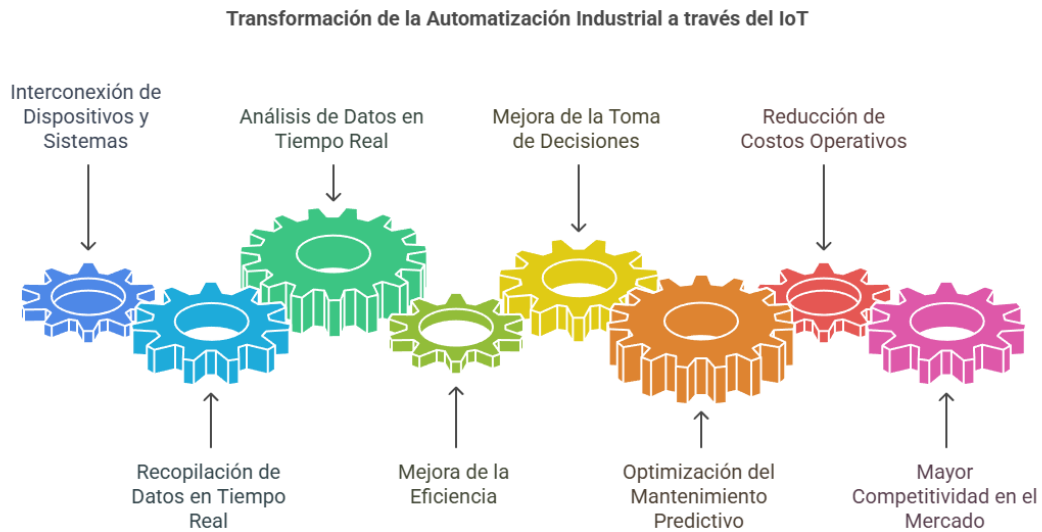 Transformación de la Automatización Industrial a través del IoT
Interconexión de
Dispositivos y
Sistemas
Análisis de Datos en
Tiempo Real
Mejora de la Toma
de Decisiones
Reducción de
Costos Operativos
Recopilación de
Datos en Tiempo
Real
Mejora de la
Eficiencia
Optimización del
Mantenimiento
Predictivo
Mayor
Competitividad en el
Mercado